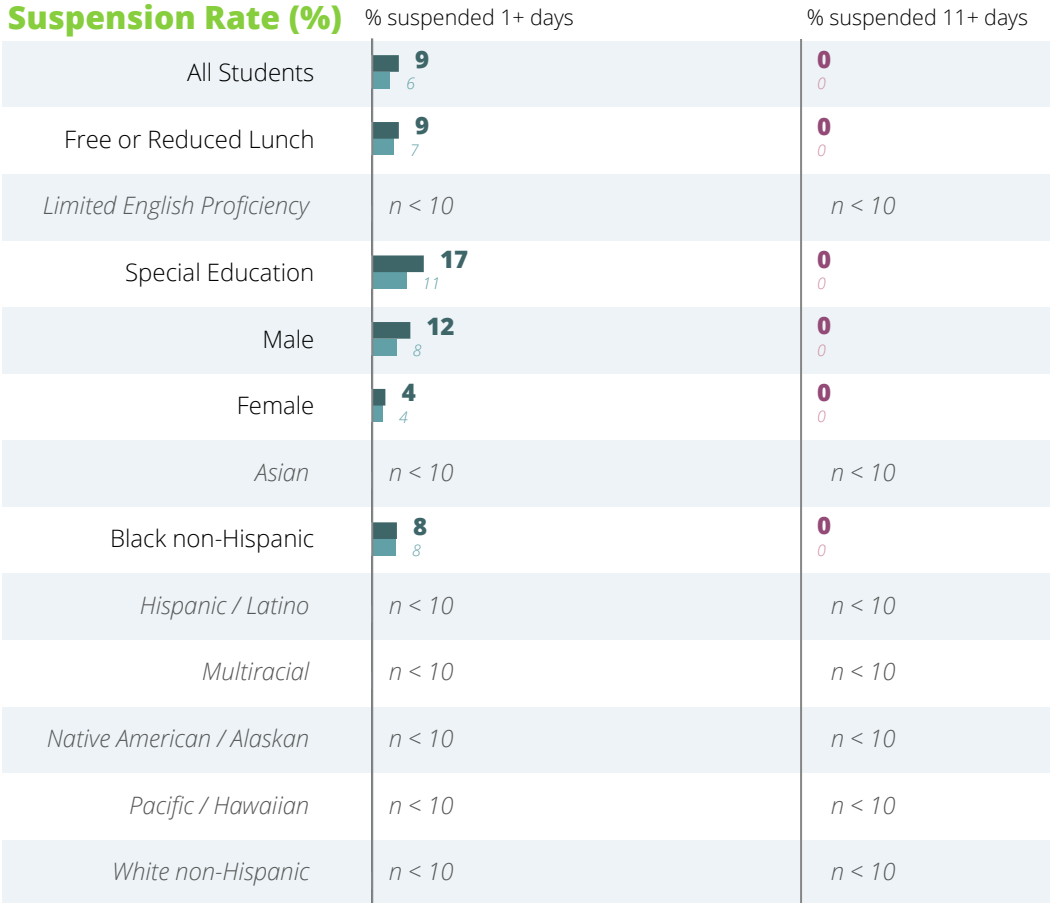 Suspension Rate (%) % suspended 1+ days % suspended 11+ days
All Students 9 0
6 0
Free or Reduced Lunch 9 0
7 0
Limited English Proficiency n < 10 n < 10
Special Education 17 0
11 0
Male 12 0
8 0
Female 4 0
4 0
Asian n < 10 n < 10
Black non-Hispanic 8 0
8 0
Hispanic / Latino n < 10 n < 10
Multiracial n < 10 n < 10
Native American / Alaskan n < 10 n < 10
Pacific / Hawaiian n < 10 n < 10
White non-Hispanic n < 10 n < 10